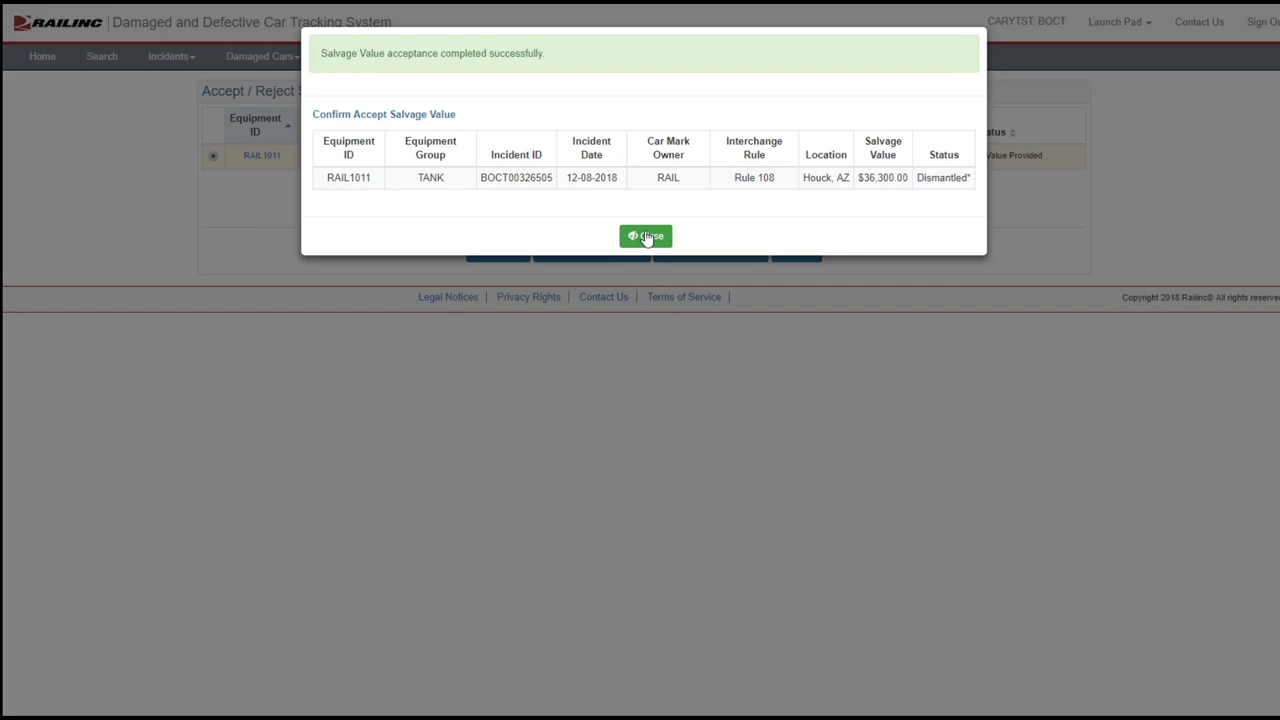 RAILINC Damaged and Defective Car Tracking System CARYTST: BOCT Launch Pad Contact Us Sign
Home Search Incidents Damaged Cars
Salvage Value acceptance completed successfully.
Accept / Reject
Confirm Accept Salvage Value
Equipment ID
Equipment ID Equipment Group Incident ID Incident Date Car Mark Owner Interchange Rule Location Salvage Value Status
RAIL1011 Value Provided
RAIL1011 TANK BOCT00326505 12-08-2018 RAIL Rule 108 Houck, AZ $36,300.00 Dismantled*
Legal Notices | Privacy Rights | Contact Us | Terms of Service |
Copyright 2018 Railinc® All rights reserved